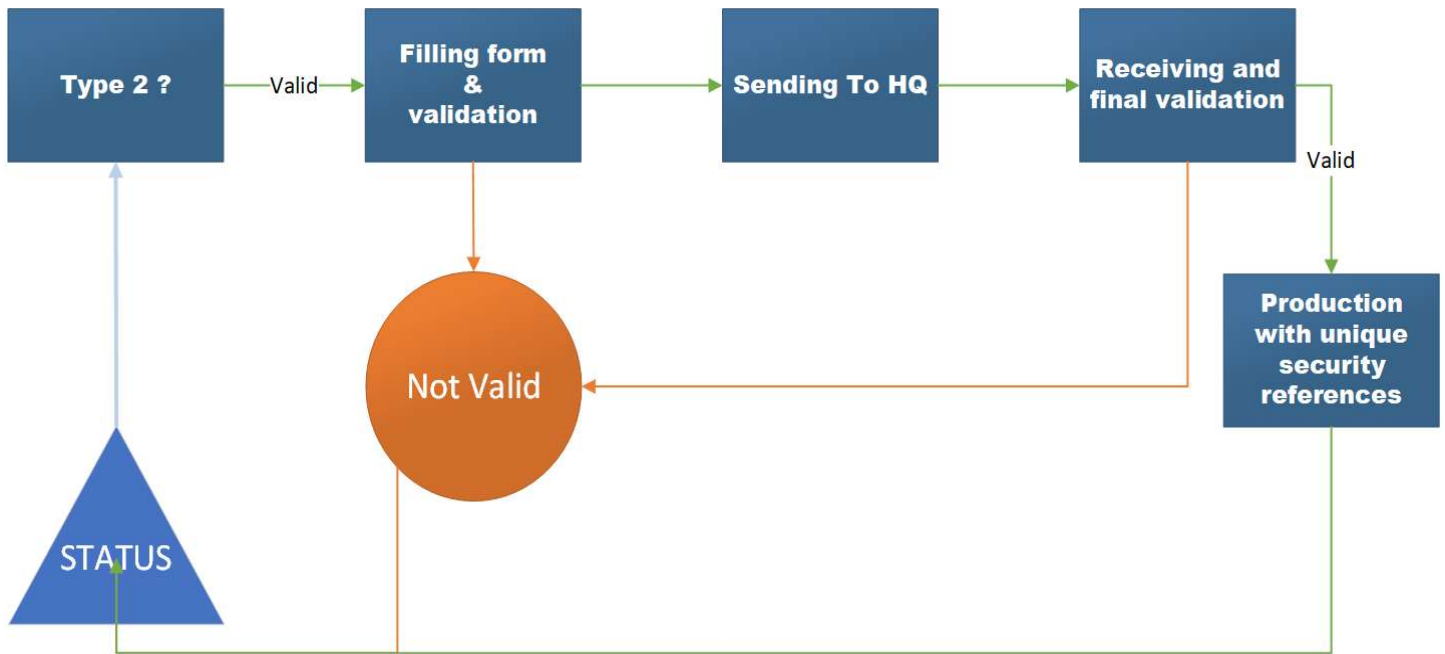 Type 2 ?
Valid
Filling form
&
validation
Sending To HQ
Receiving and
final validation
Valid
Production
with unique
security
references
Not Valid
STATUS